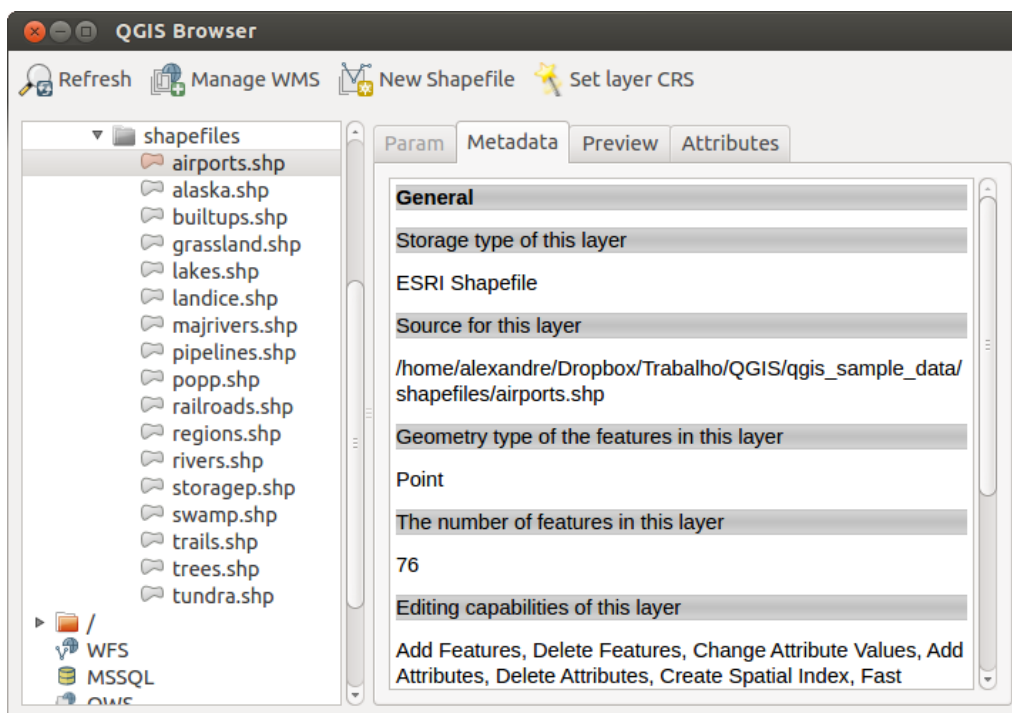 QGIS Browser
Refresh Manage WMS New Shapefile Set layer CRS
shapefiles
airports.shp
alaska.shp
builtups.shp
grassland.shp
lakes.shp
landice.shp
majrivers.shp
pipelines.shp
popp.shp
railroads.shp
regions.shp
rivers.shp
storagep.shp
swamp.shp
trails.shp
trees.shp
tundra.shp
/
WFS
MSSQL
OWS
Param Metadata Preview Attributes
General
Storage type of this layer
ESRI Shapefile
Source for this layer
/home/alexandre/Dropbox/Trabalho/QGIS/qgis_sample_data/
shapefiles/airports.shp
Geometry type of the features in this layer
Point
The number of features in this layer
76
Editing capabilities of this layer
Add Features, Delete Features, Change Attribute Values, Add
Attributes, Delete Attributes, Create Spatial Index, Fast